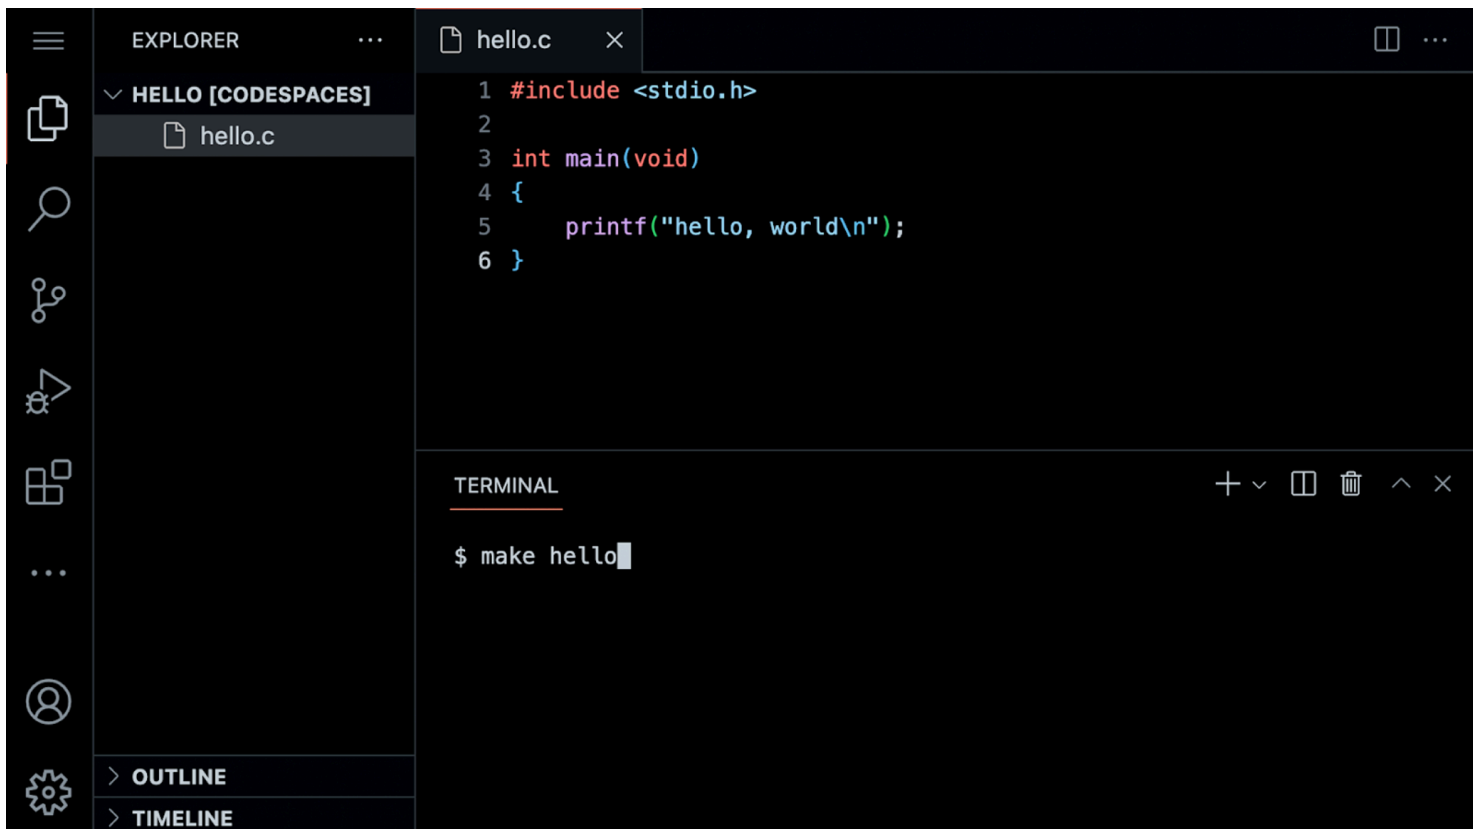 EXPLORER
HELLO [CODESPACES]
hello.c
OUTLINE
TIMELINE
hello.c
1 #include <stdio.h>
2
3 int main(void)
4 {
5     printf("hello, world\n");
6 }
TERMINAL
$ make hello